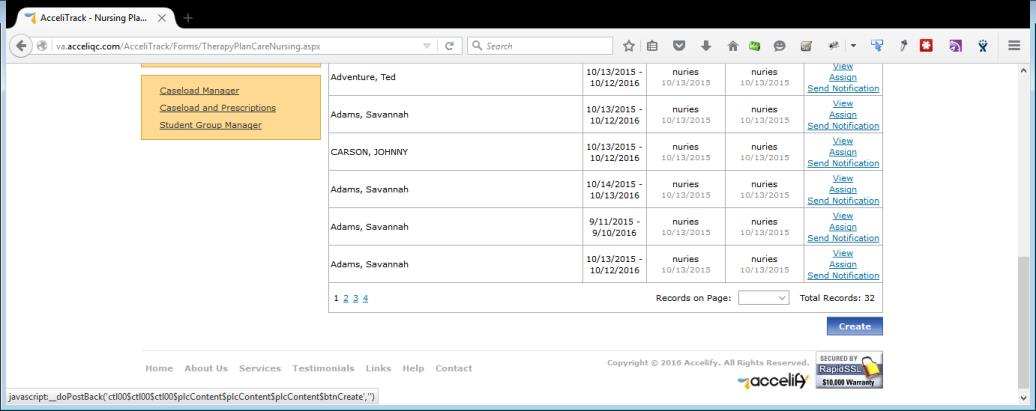 AcceliTrack - Nursing Pla...
va.acceliqc.com/AcceliTrack/Forms/TherapyPlanCareNursing.aspx
Search
Caseload Manager
Caseload and Prescriptions
Student Group Manager
Adventure, Ted 10/13/2015 - 10/12/2016 nuries 10/13/2015 nuries 10/13/2015 View Assign Send Notification
Adams, Savannah 10/13/2015 - 10/12/2016 nuries 10/13/2015 nuries 10/13/2015 View Assign Send Notification
CARSON, JOHNNY 10/13/2015 - 10/12/2016 nuries 10/13/2015 nuries 10/13/2015 View Assign Send Notification
Adams, Savannah 10/14/2015 - 10/13/2016 nuries 10/13/2015 nuries 10/13/2015 View Assign Send Notification
Adams, Savannah 9/11/2015 - 9/10/2016 nuries 10/13/2015 nuries 10/13/2015 View Assign Send Notification
Adams, Savannah 10/13/2015 - 10/12/2016 nuries 10/13/2015 nuries 10/13/2015 View Assign Send Notification
1 2 3 4 Records on Page: Total Records: 32
Create
Home About Us Services Testimonials Links Help Contact
Copyright © 2016 Accelify. All Rights Reserved.
accelify
SECURED BY
RapidSSL
$10,000 Warranty
javascript:__doPostBack('ctl00$ctl00$ctl00$plcContent$plcContent$plcContent$btnCreate','')